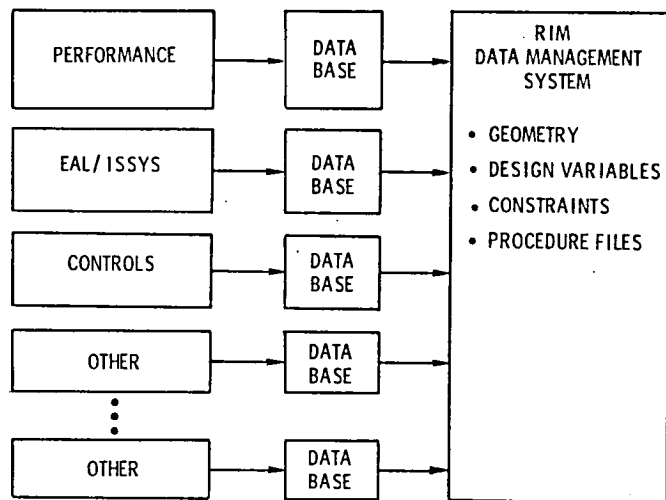 PERFORMANCE
DATA
BASE
EAL/ISSYS
DATA
BASE
CONTROLS
DATA
BASE
OTHER
DATA
BASE
OTHER
DATA
BASE
RIM
DATA MANAGEMENT
SYSTEM
• GEOMETRY
• DESIGN VARIABLES
• CONSTRAINTS
• PROCEDURE FILES